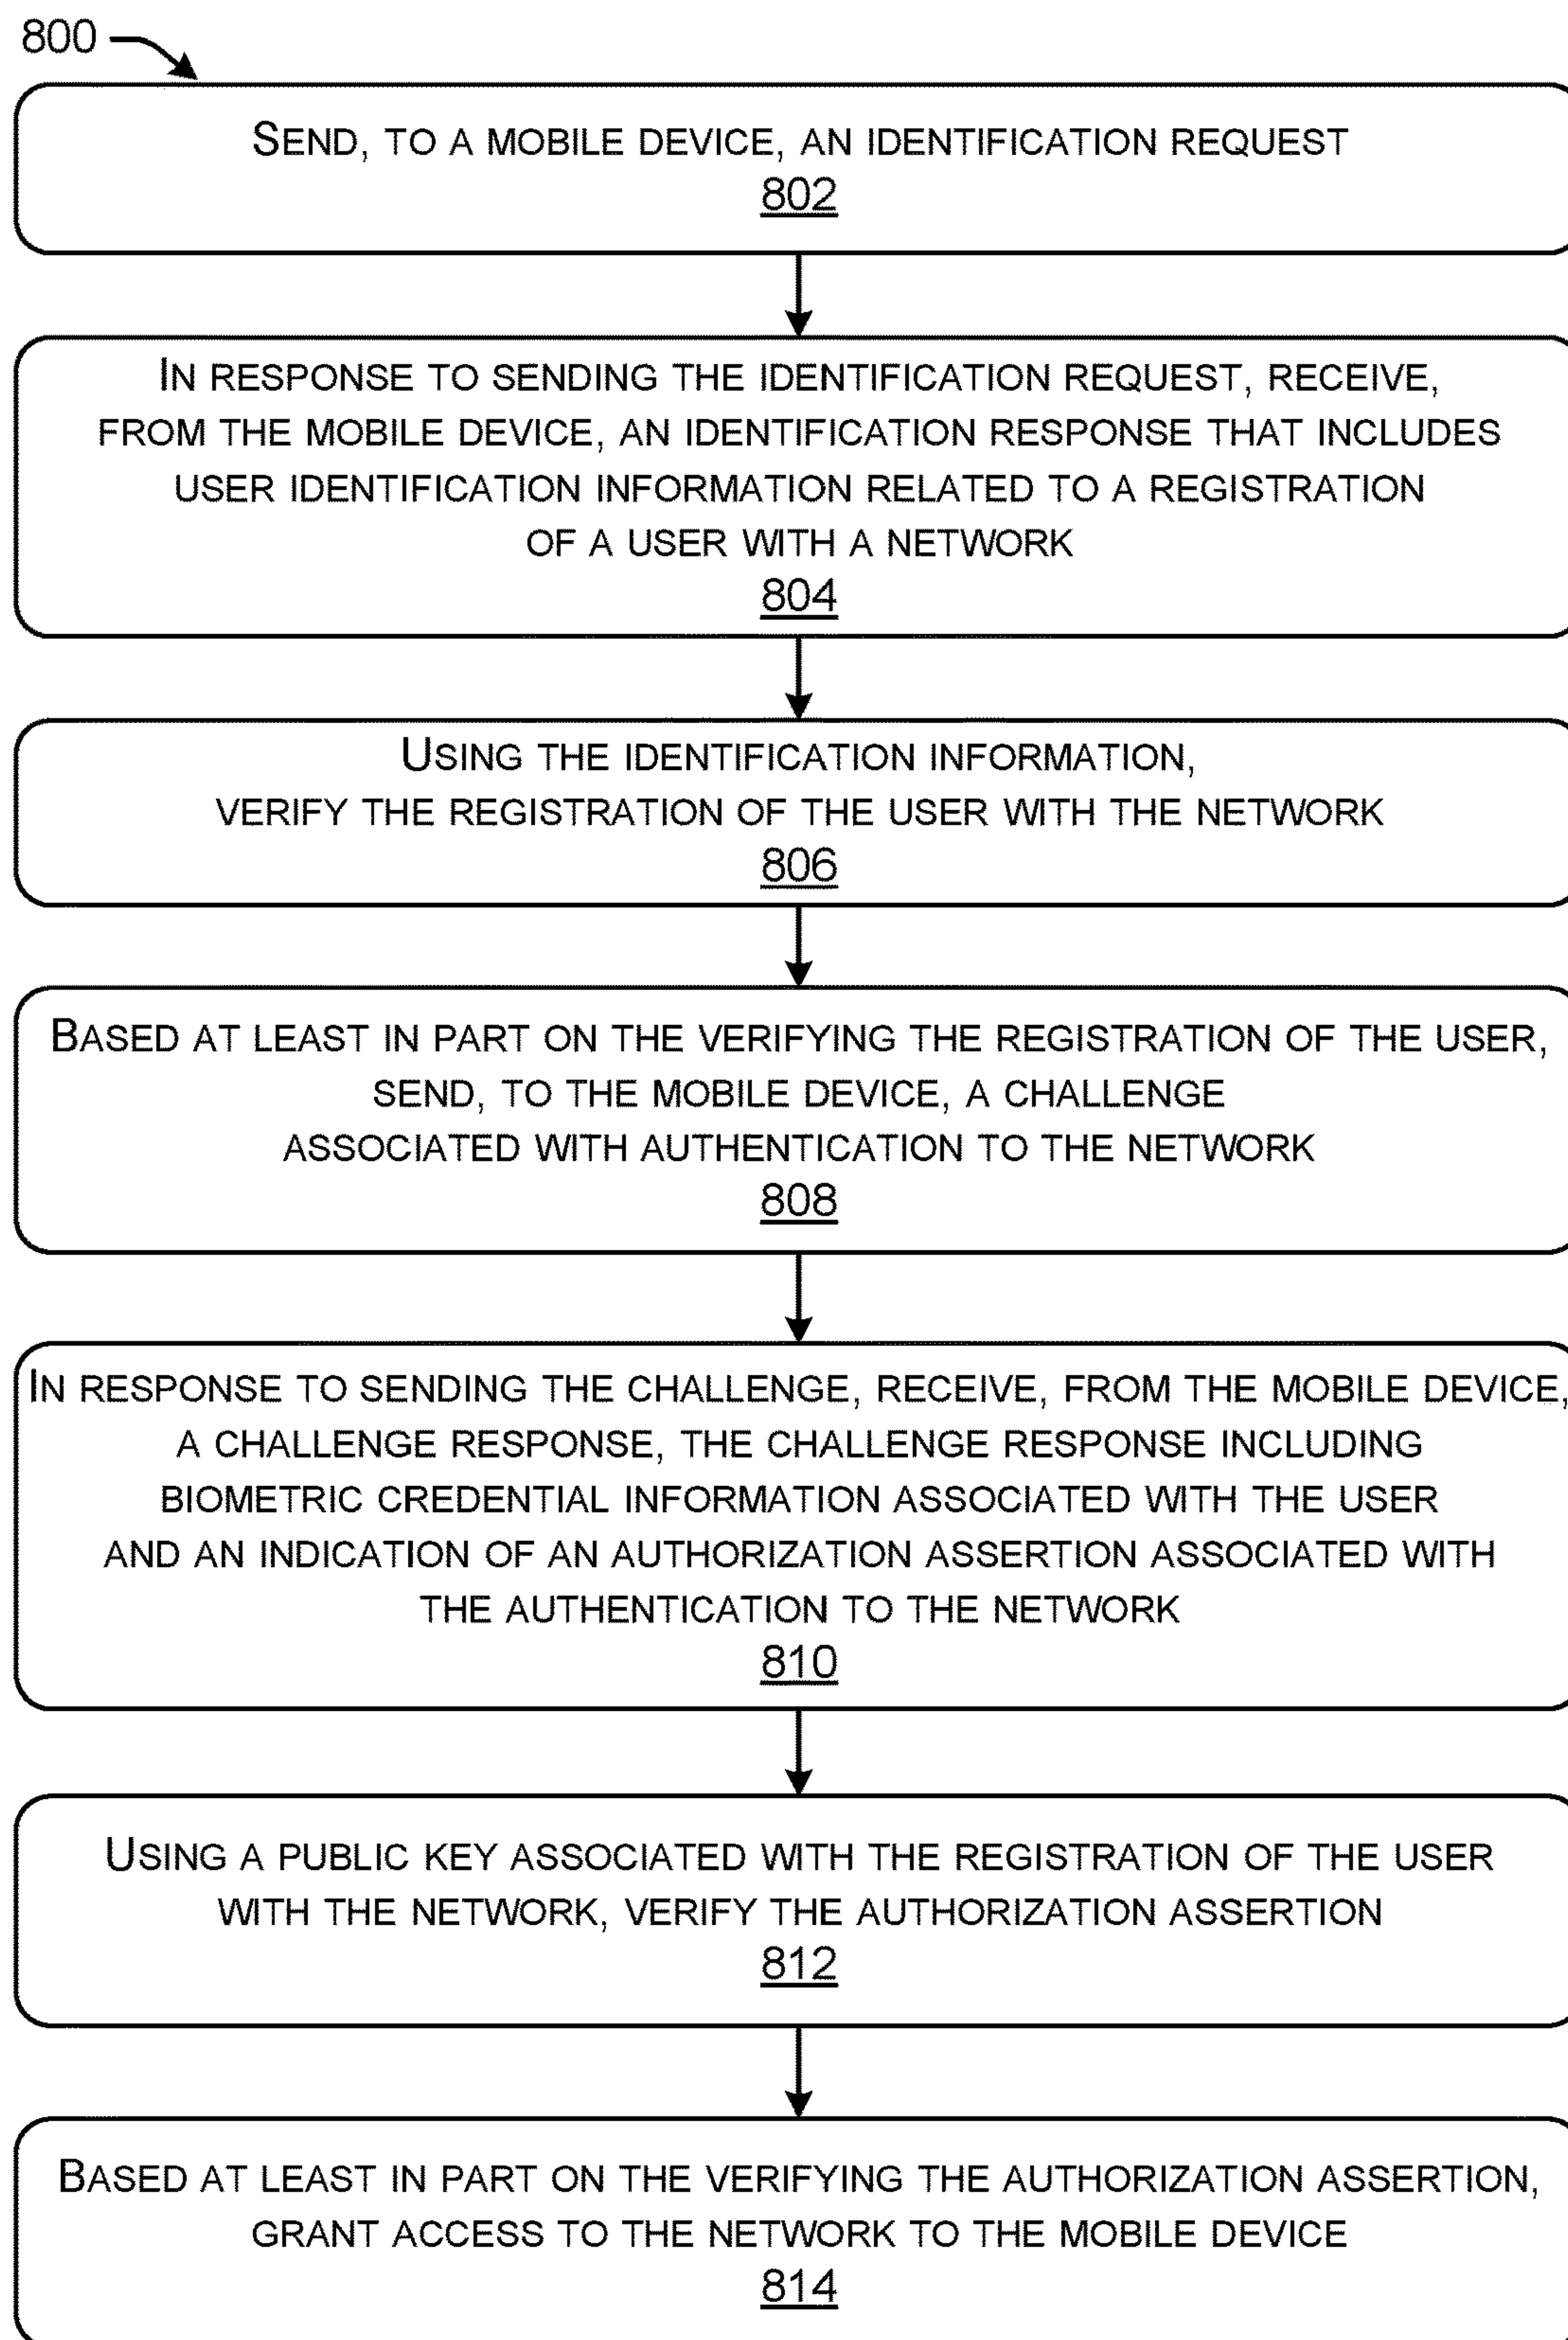 800
SEND, TO A MOBILE DEVICE, AN IDENTIFICATION REQUEST
802
IN RESPONSE TO SENDING THE IDENTIFICATION REQUEST, RECEIVE,
FROM THE MOBILE DEVICE, AN IDENTIFICATION RESPONSE THAT INCLUDES
USER IDENTIFICATION INFORMATION RELATED TO A REGISTRATION
OF A USER WITH A NETWORK
804
USING THE IDENTIFICATION INFORMATION,
VERIFY THE REGISTRATION OF THE USER WITH THE NETWORK
806
BASED AT LEAST IN PART ON THE VERIFYING THE REGISTRATION OF THE USER,
SEND, TO THE MOBILE DEVICE, A CHALLENGE
ASSOCIATED WITH AUTHENTICATION TO THE NETWORK
808
IN RESPONSE TO SENDING THE CHALLENGE, RECEIVE, FROM THE MOBILE DEVICE,
A CHALLENGE RESPONSE, THE CHALLENGE RESPONSE INCLUDING
BIOMETRIC CREDENTIAL INFORMATION ASSOCIATED WITH THE USER
AND AN INDICATION OF AN AUTHORIZATION ASSERTION ASSOCIATED WITH
THE AUTHENTICATION TO THE NETWORK
810
USING A PUBLIC KEY ASSOCIATED WITH THE REGISTRATION OF THE USER
WITH THE NETWORK, VERIFY THE AUTHORIZATION ASSERTION
812
BASED AT LEAST IN PART ON THE VERIFYING THE AUTHORIZATION ASSERTION,
GRANT ACCESS TO THE NETWORK TO THE MOBILE DEVICE
814